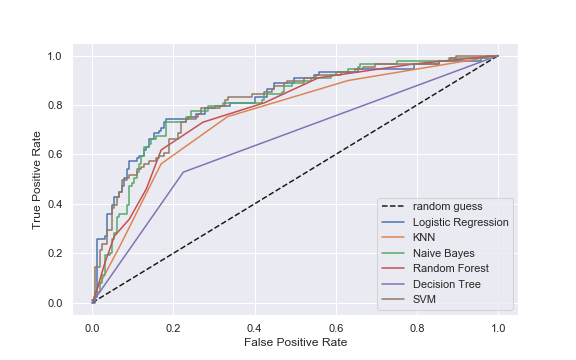 1.0
0.8
0.6
0.4
0.2
0.0
True Positive Rate
random guess
Logistic Regression
KNN
Naive Bayes
Random Forest
Decision Tree
SVM
0.0 0.2 0.4 0.6 0.8 1.0
False Positive Rate